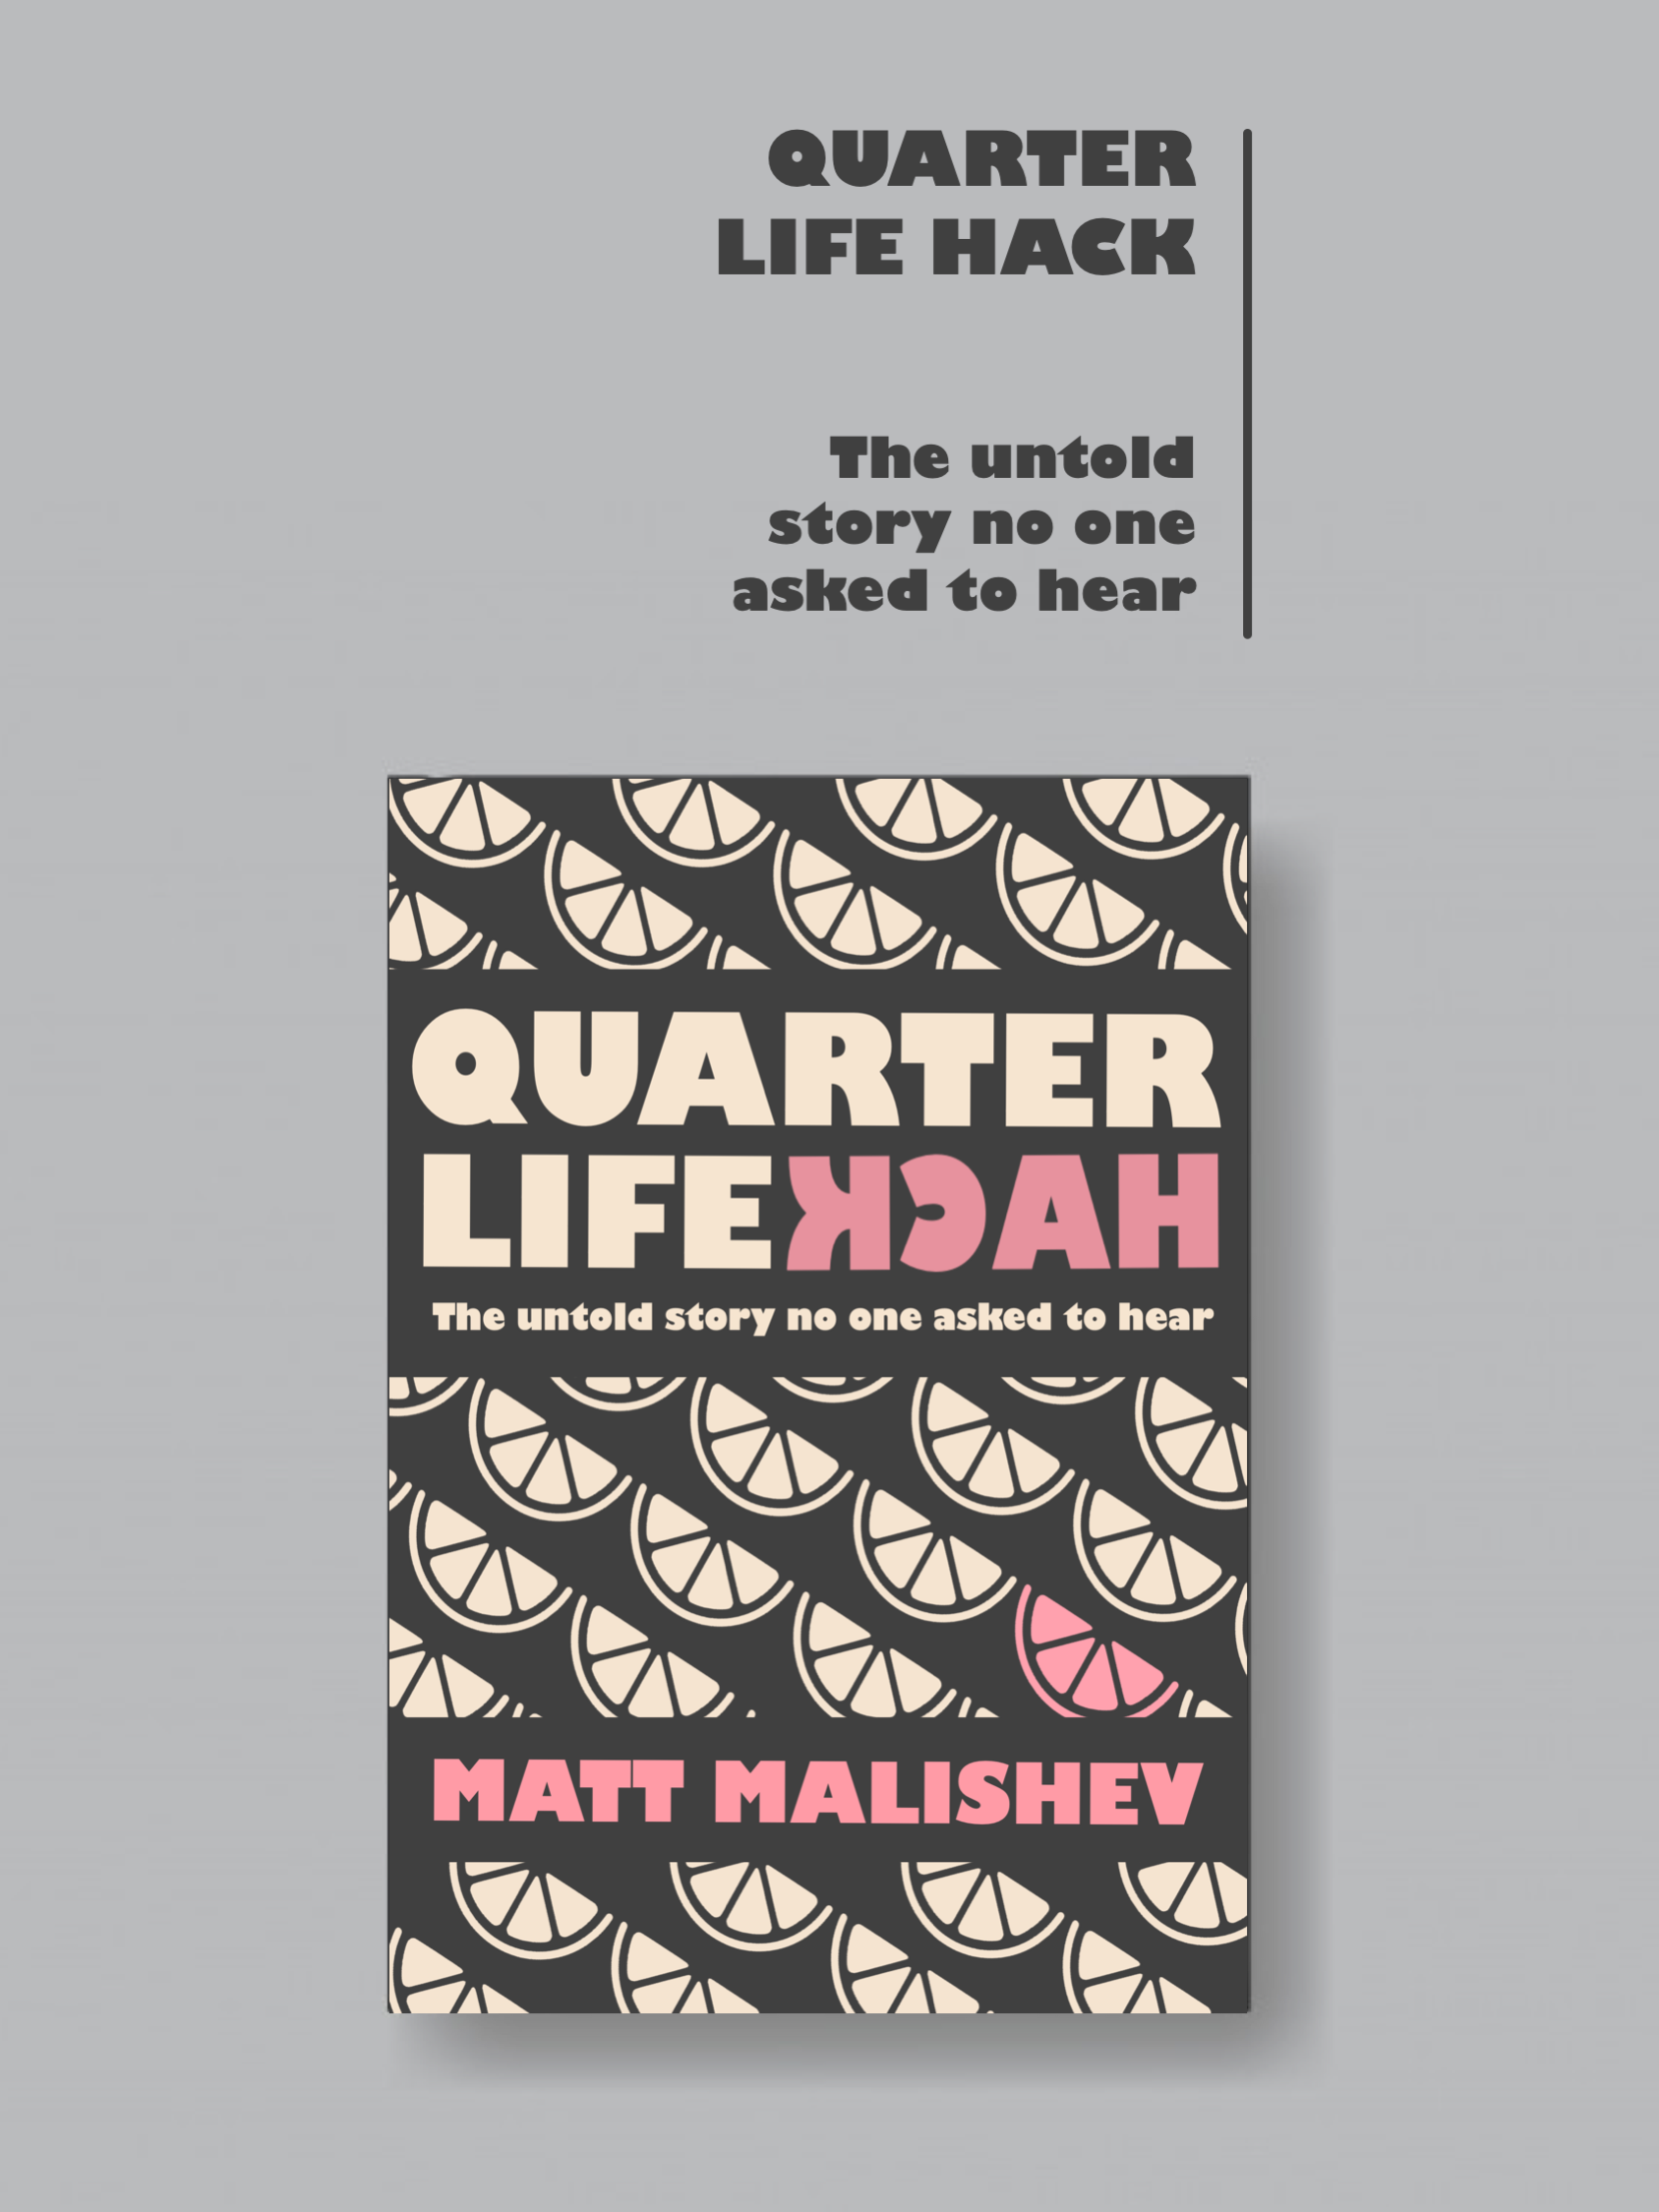 QUARTER
LIFE HACK
The untold
story no one
asked to hear
QUARTER
LIFE HACK
The untold story no one asked to hear
MATT MALISHEV